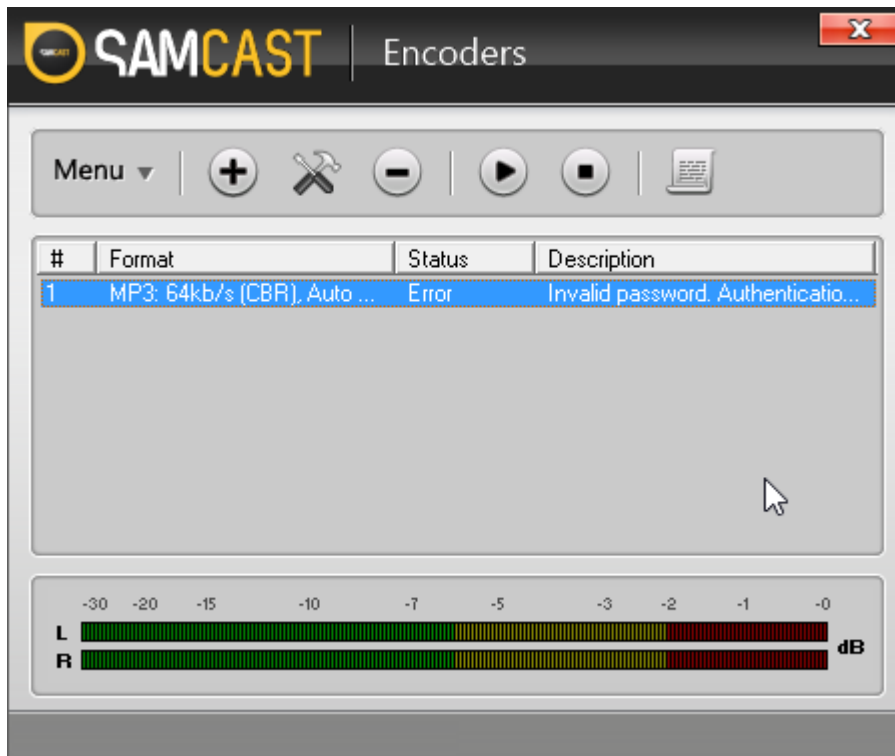 SAMCAST Encoders
Menu
# Format Status Description
1 MP3: 64kb/s (CBR), Auto ... Error Invalid password. Authenticatio...
-30 -20 -15 -10 -7 -5 -3 -2 -1 -0
L
dB
R